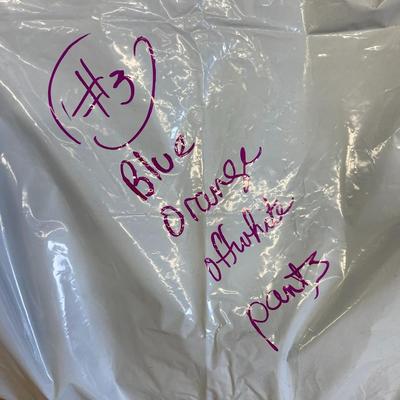 #3
Blue
Orange
offwhite
pants